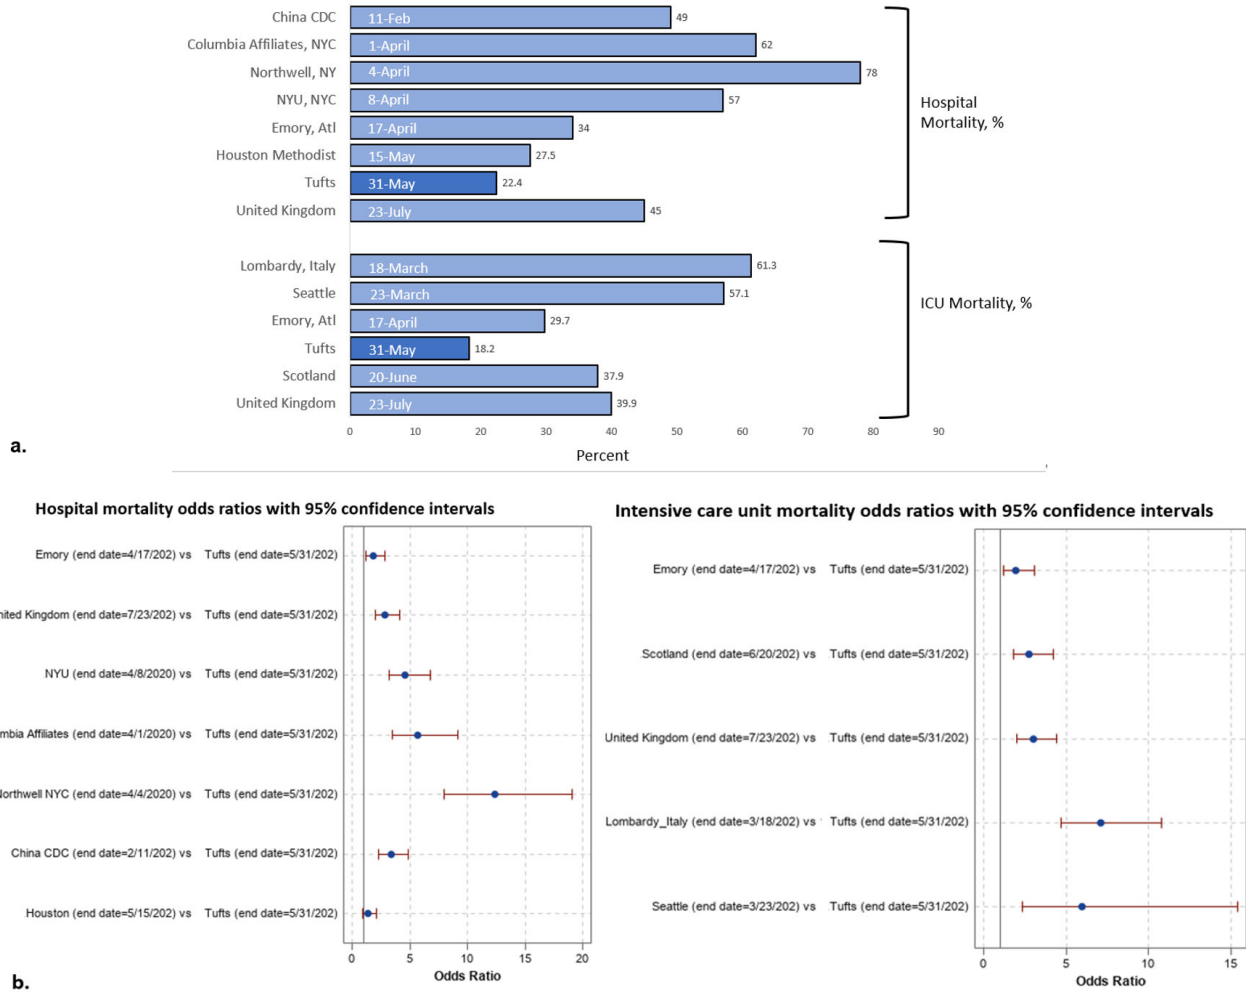 China CDC 11-Feb 49
Columbia Affiliates, NYC 1-April 62
Northwell, NY 4-April 78
NYU, NYC 8-April 57
Emory, Atl 17-April 34
Houston Methodist 15-May 27.5
Tufts 31-May 22.4
United Kingdom 23-July 45
Hospital
Mortality, %
Lombardy, Italy 18-March 61.3
Seattle 23-March 57.1
Emory, Atl 17-April 29.7
Tufts 31-May 18.2
Scotland 20-June 37.9
United Kingdom 23-July 39.9
ICU Mortality, %
0 10 20 30 40 50 60 70 80 90
Percent
a.
Hospital mortality odds ratios with 95% confidence intervals
Emory (end date=4/17/202) vs Tufts (end date=5/31/202)
nited Kingdom (end date=7/23/202) vs Tufts (end date=5/31/202)
NYU (end date=4/8/2020) vs Tufts (end date=5/31/202)
mbia Affiliates (end date=4/1/2020) vs Tufts (end date=5/31/202)
Northwell NYC (end date=4/4/2020) vs Tufts (end date=5/31/202)
China CDC (end date=2/11/202) vs Tufts (end date=5/31/202)
Houston (end date=5/15/202) vs Tufts (end date=5/31/202)
0 5 10 15 20
Odds Ratio
Intensive care unit mortality odds ratios with 95% confidence intervals
Emory (end date=4/17/202) vs Tufts (end date=5/31/202)
Scotland (end date=6/20/202) vs Tufts (end date=5/31/202)
United Kingdom (end date=7/23/202) vs Tufts (end date=5/31/202)
Lombardy_Italy (end date=3/18/202) vs Tufts (end date=5/31/202)
Seattle (end date=3/23/202) vs Tufts (end date=5/31/202)
0 5 10 15
Odds Ratio
b.